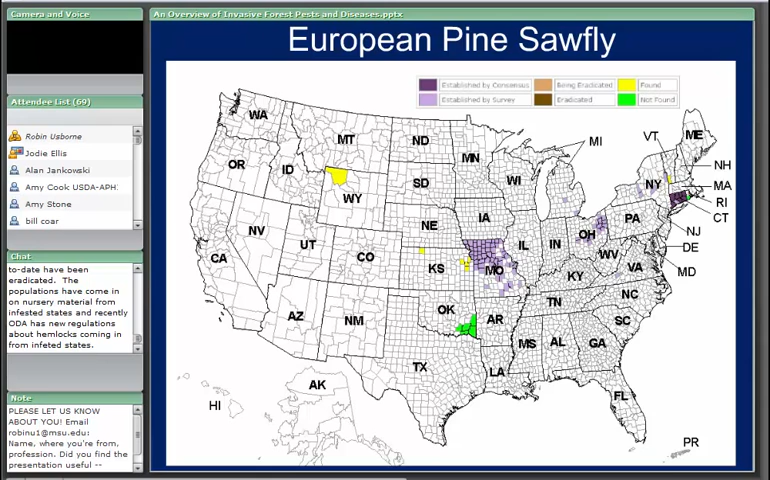 Camera and Voice
An Overview of Invasive Forest Pests and Diseases.pptx
European Pine Sawfly
Established by Consensus
Being Eradicated
Found
Established by Survey
Eradicated
Not Found
Attendee List (69)
Robin Usborne
Jodie Ellis
Alan Jankowski
Amy Cook USDA-APH
Amy Stone
bill coar
Chat
to-date have been
eradicated. The
populations have come in
on nursery material from
infested states and recently
ODA has new regulations
about hemlocks coming in
from infeted states.
Note
PLEASE LET US KNOW
ABOUT YOU! Email
robinu1@msu.edu:
Name, where you're from,
profession. Did you find the
presentation useful --
WA
MT
ND
MN
MI
VT
ME
OR
ID
SD
WI
NY
NH
MA
RI
CT
WY
NV
UT
CO
NE
IA
IL
IN
OH
PA
NJ
DE
MD
CA
KS
MO
KY
WV
VA
AZ
NM
OK
AR
TN
NC
SC
TX
LA
MS
AL
GA
FL
AK
HI
PR